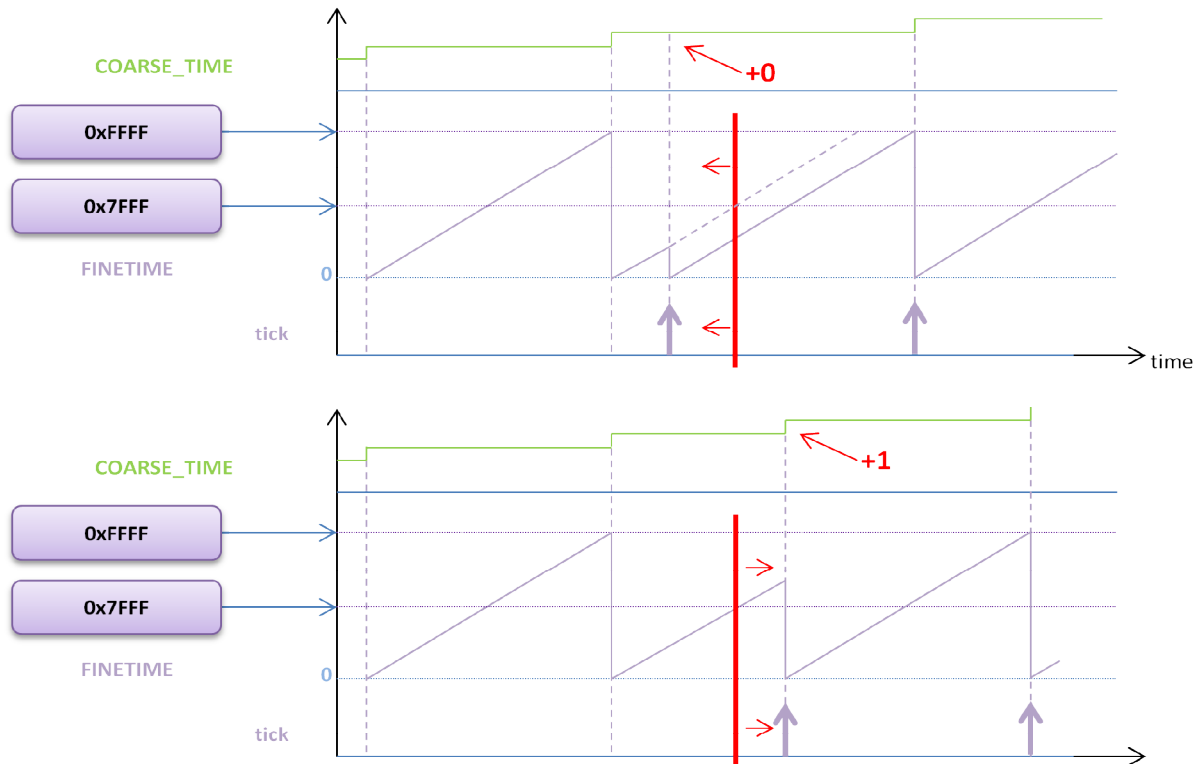 COARSE_TIME
+0
0xFFFF
0x7FFF
FINETIME
0
tick
time
COARSE_TIME
+1
0xFFFF
0x7FFF
FINETIME
0
tick